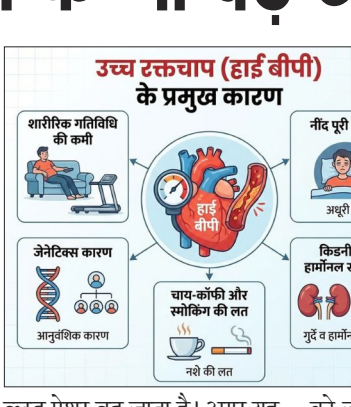 उच्च रक्तचाप (हाई बीपी)
के प्रमुख कारण
शारीरिक गतिविधि
की कमी
नींद पूरी
अधूरी
हाई
बीपी
जेनेटिक्स कारण
आनुवंशिक कारण
चाय-कॉफी और
स्मोकिंग की लत
नशे की लत
किडनी
हार्मोनल
गुर्दे व